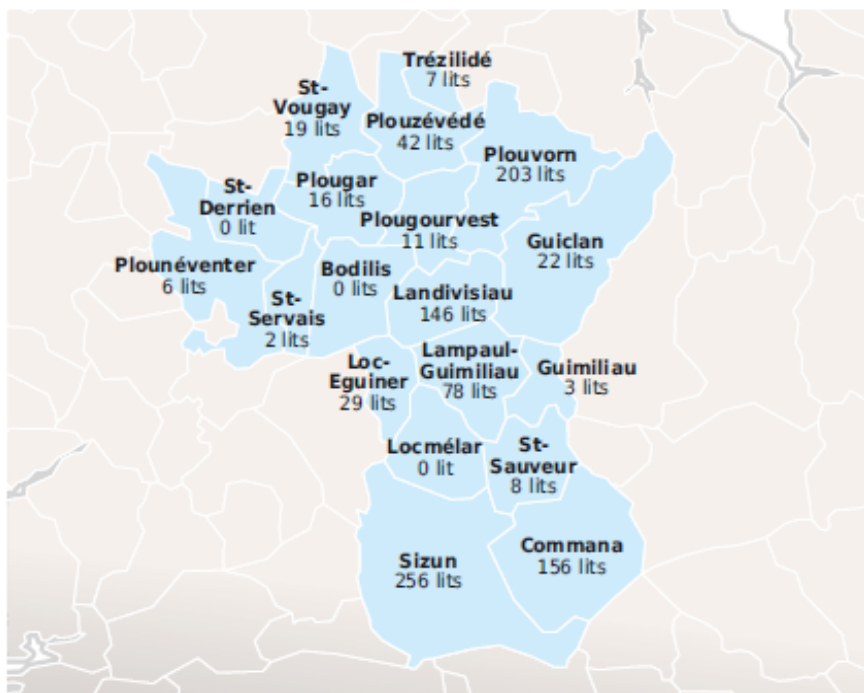 Trézilidé
7 lits
St-
Vougay
19 lits
Plouzévédé
42 lits
Plouvorn
203 lits
Plougar
16 lits
St-
Derrien
0 lit
Plougourvest
11 lits
Guiclan
22 lits
Plounéventer
6 lits
Bodilis
0 lits
Landivisiau
146 lits
St-
Servais
2 lits
Loc-
Eguiner
29 lits
Lampaul-
Guimiliau
78 lits
Guimiliau
3 lits
Locmélar
0 lit
St-
Sauveur
8 lits
Sizun
256 lits
Commana
156 lits